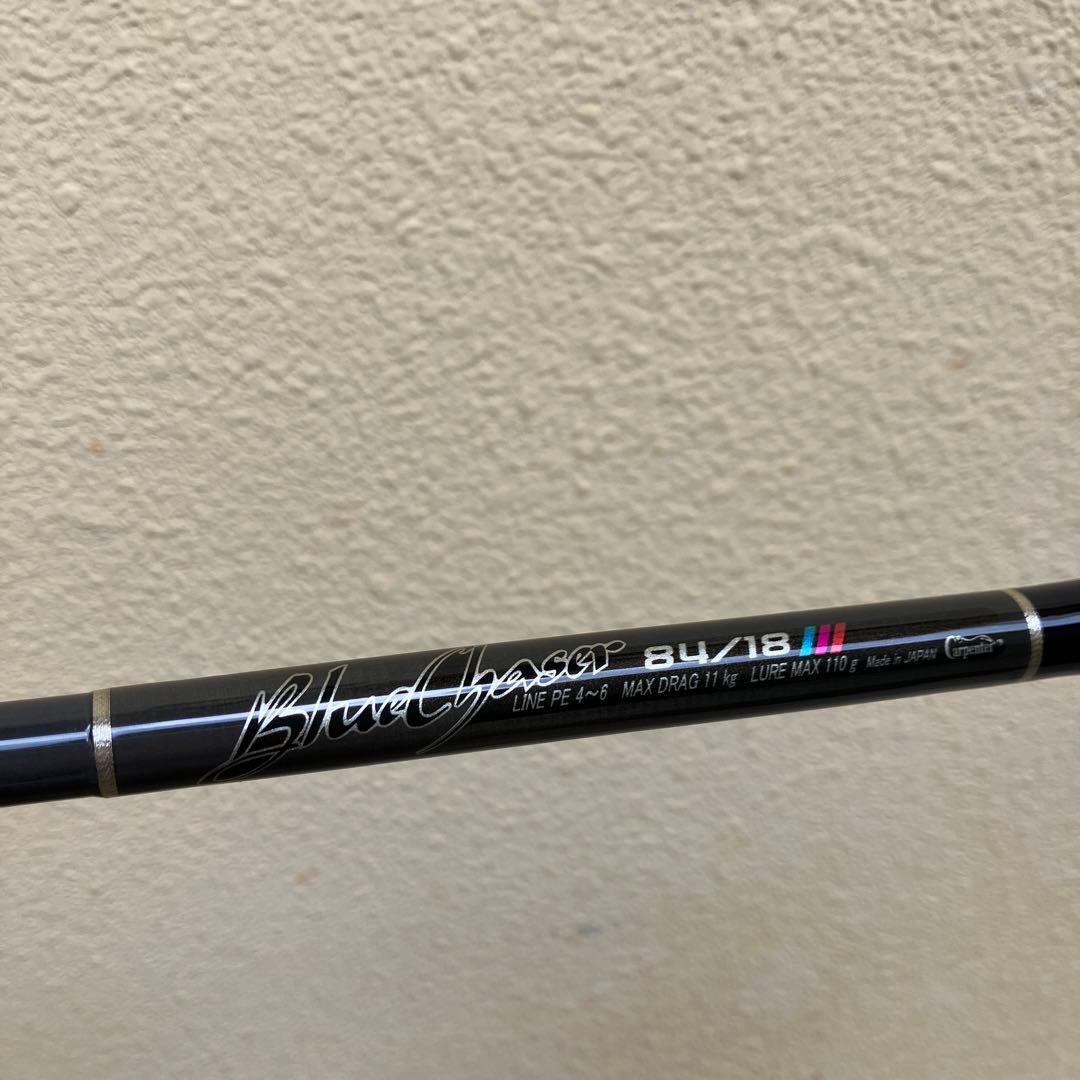 BlueChaser 84/18
LINE PE 4~6 MAX DRAG 11 kg LURE MAX 110 g Made in JAPAN Carpenter